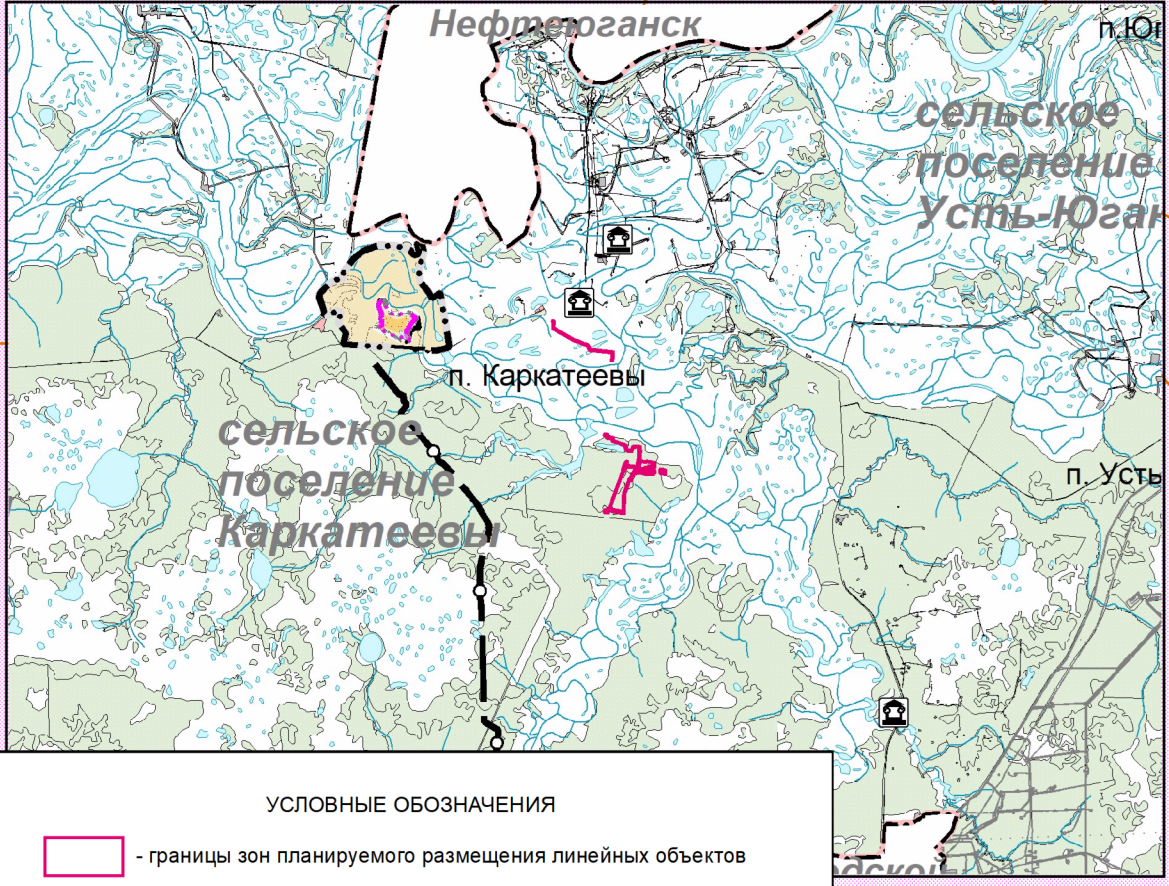 Нефтеюганск
п.Юг
сельское
поселение
Усть-Юган
п. Каркатеевы
сельское
поселение
Каркатеевы
п. Усть
УСЛОВНЫЕ ОБОЗНАЧЕНИЯ
- границы зон планируемого размещения линейных объектов